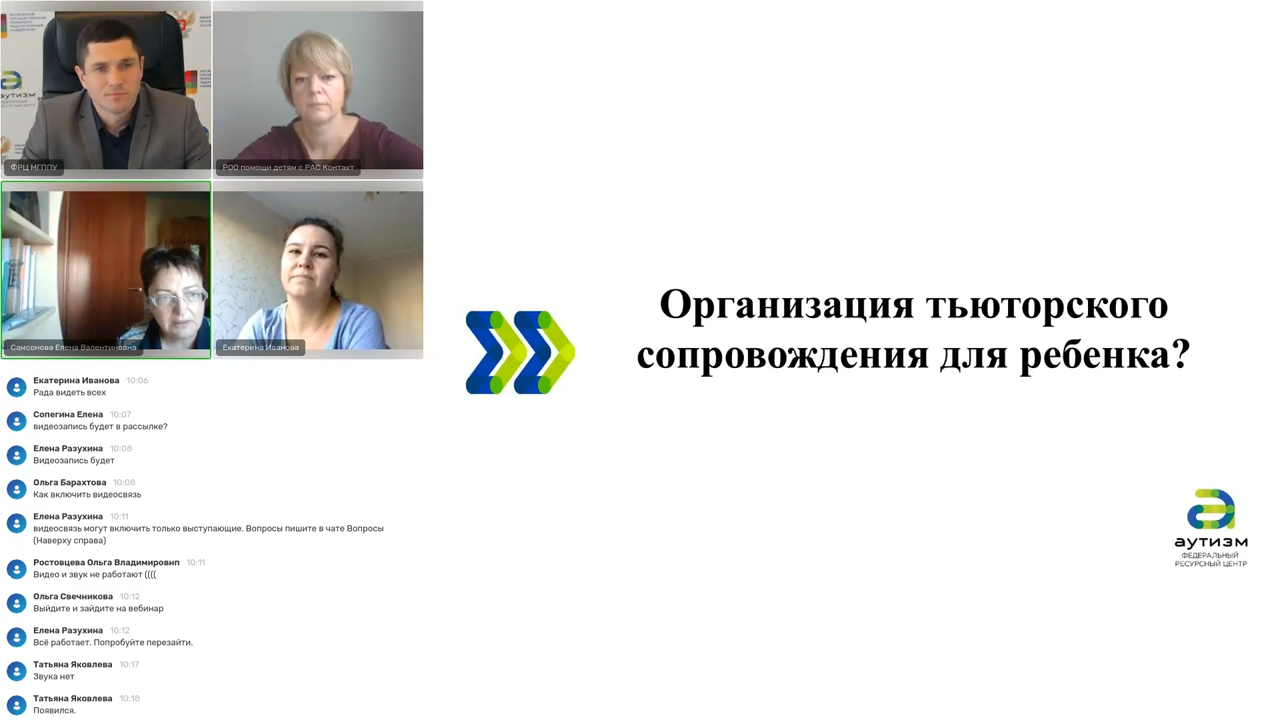 аутизм
ФРЦ МГППУ
РОО помощи детям с РАС Контакт
Самсонова Елена Валентиновна
Екатерина Иванова
Екатерина Иванова 10:06
Рада видеть всех
Сопегина Елена 10:07
видеозапись будет в рассылке?
Елена Разухина 10:08
Видеозапись будет
Ольга Барахтова 10:08
Как включить видеосвязь
Елена Разухина 10:11
видеосвязь могут включить только выступающие. Вопросы пишите в чате Вопросы
(Наверху справа)
Ростовцева Ольга Владимировнп 10:11
Видео и звук не работают ((((
Ольга Свечникова 10:12
Выйдите и зайдите на вебинар
Елена Разухина 10:12
Всё работает. Попробуйте перезайти.
Татьяна Яковлева 10:17
Звука нет
Татьяна Яковлева 10:18
Появился.
Организация тьюторского
сопровождения для ребенка?
аутизм
ФЕДЕРАЛЬНЫЙ
РЕСУРСНЫЙ ЦЕНТР